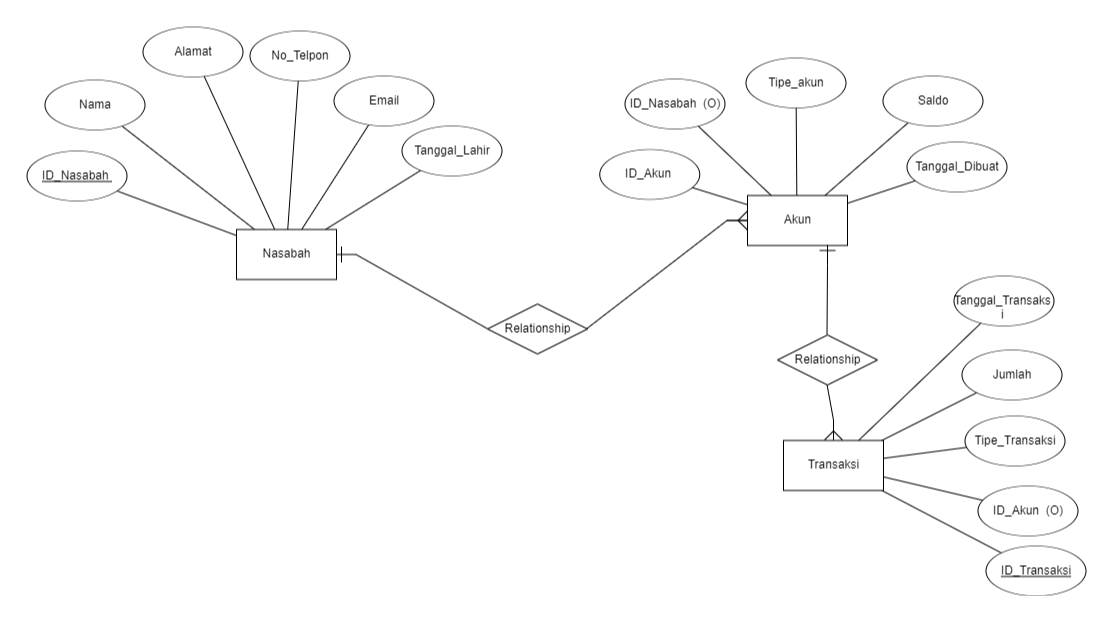 Alamat
No_Telpon
Nama
Email
Tanggal_Lahir
ID_Nasabah
Nasabah
Tipe_akun
ID_Nasabah (O)
Saldo
ID_Akun
Tanggal_Dibuat
Akun
Relationship
Relationship
Tanggal_Transaks
i
Jumlah
Tipe_Transaksi
Transaksi
ID_Akun (O)
ID_Transaksi